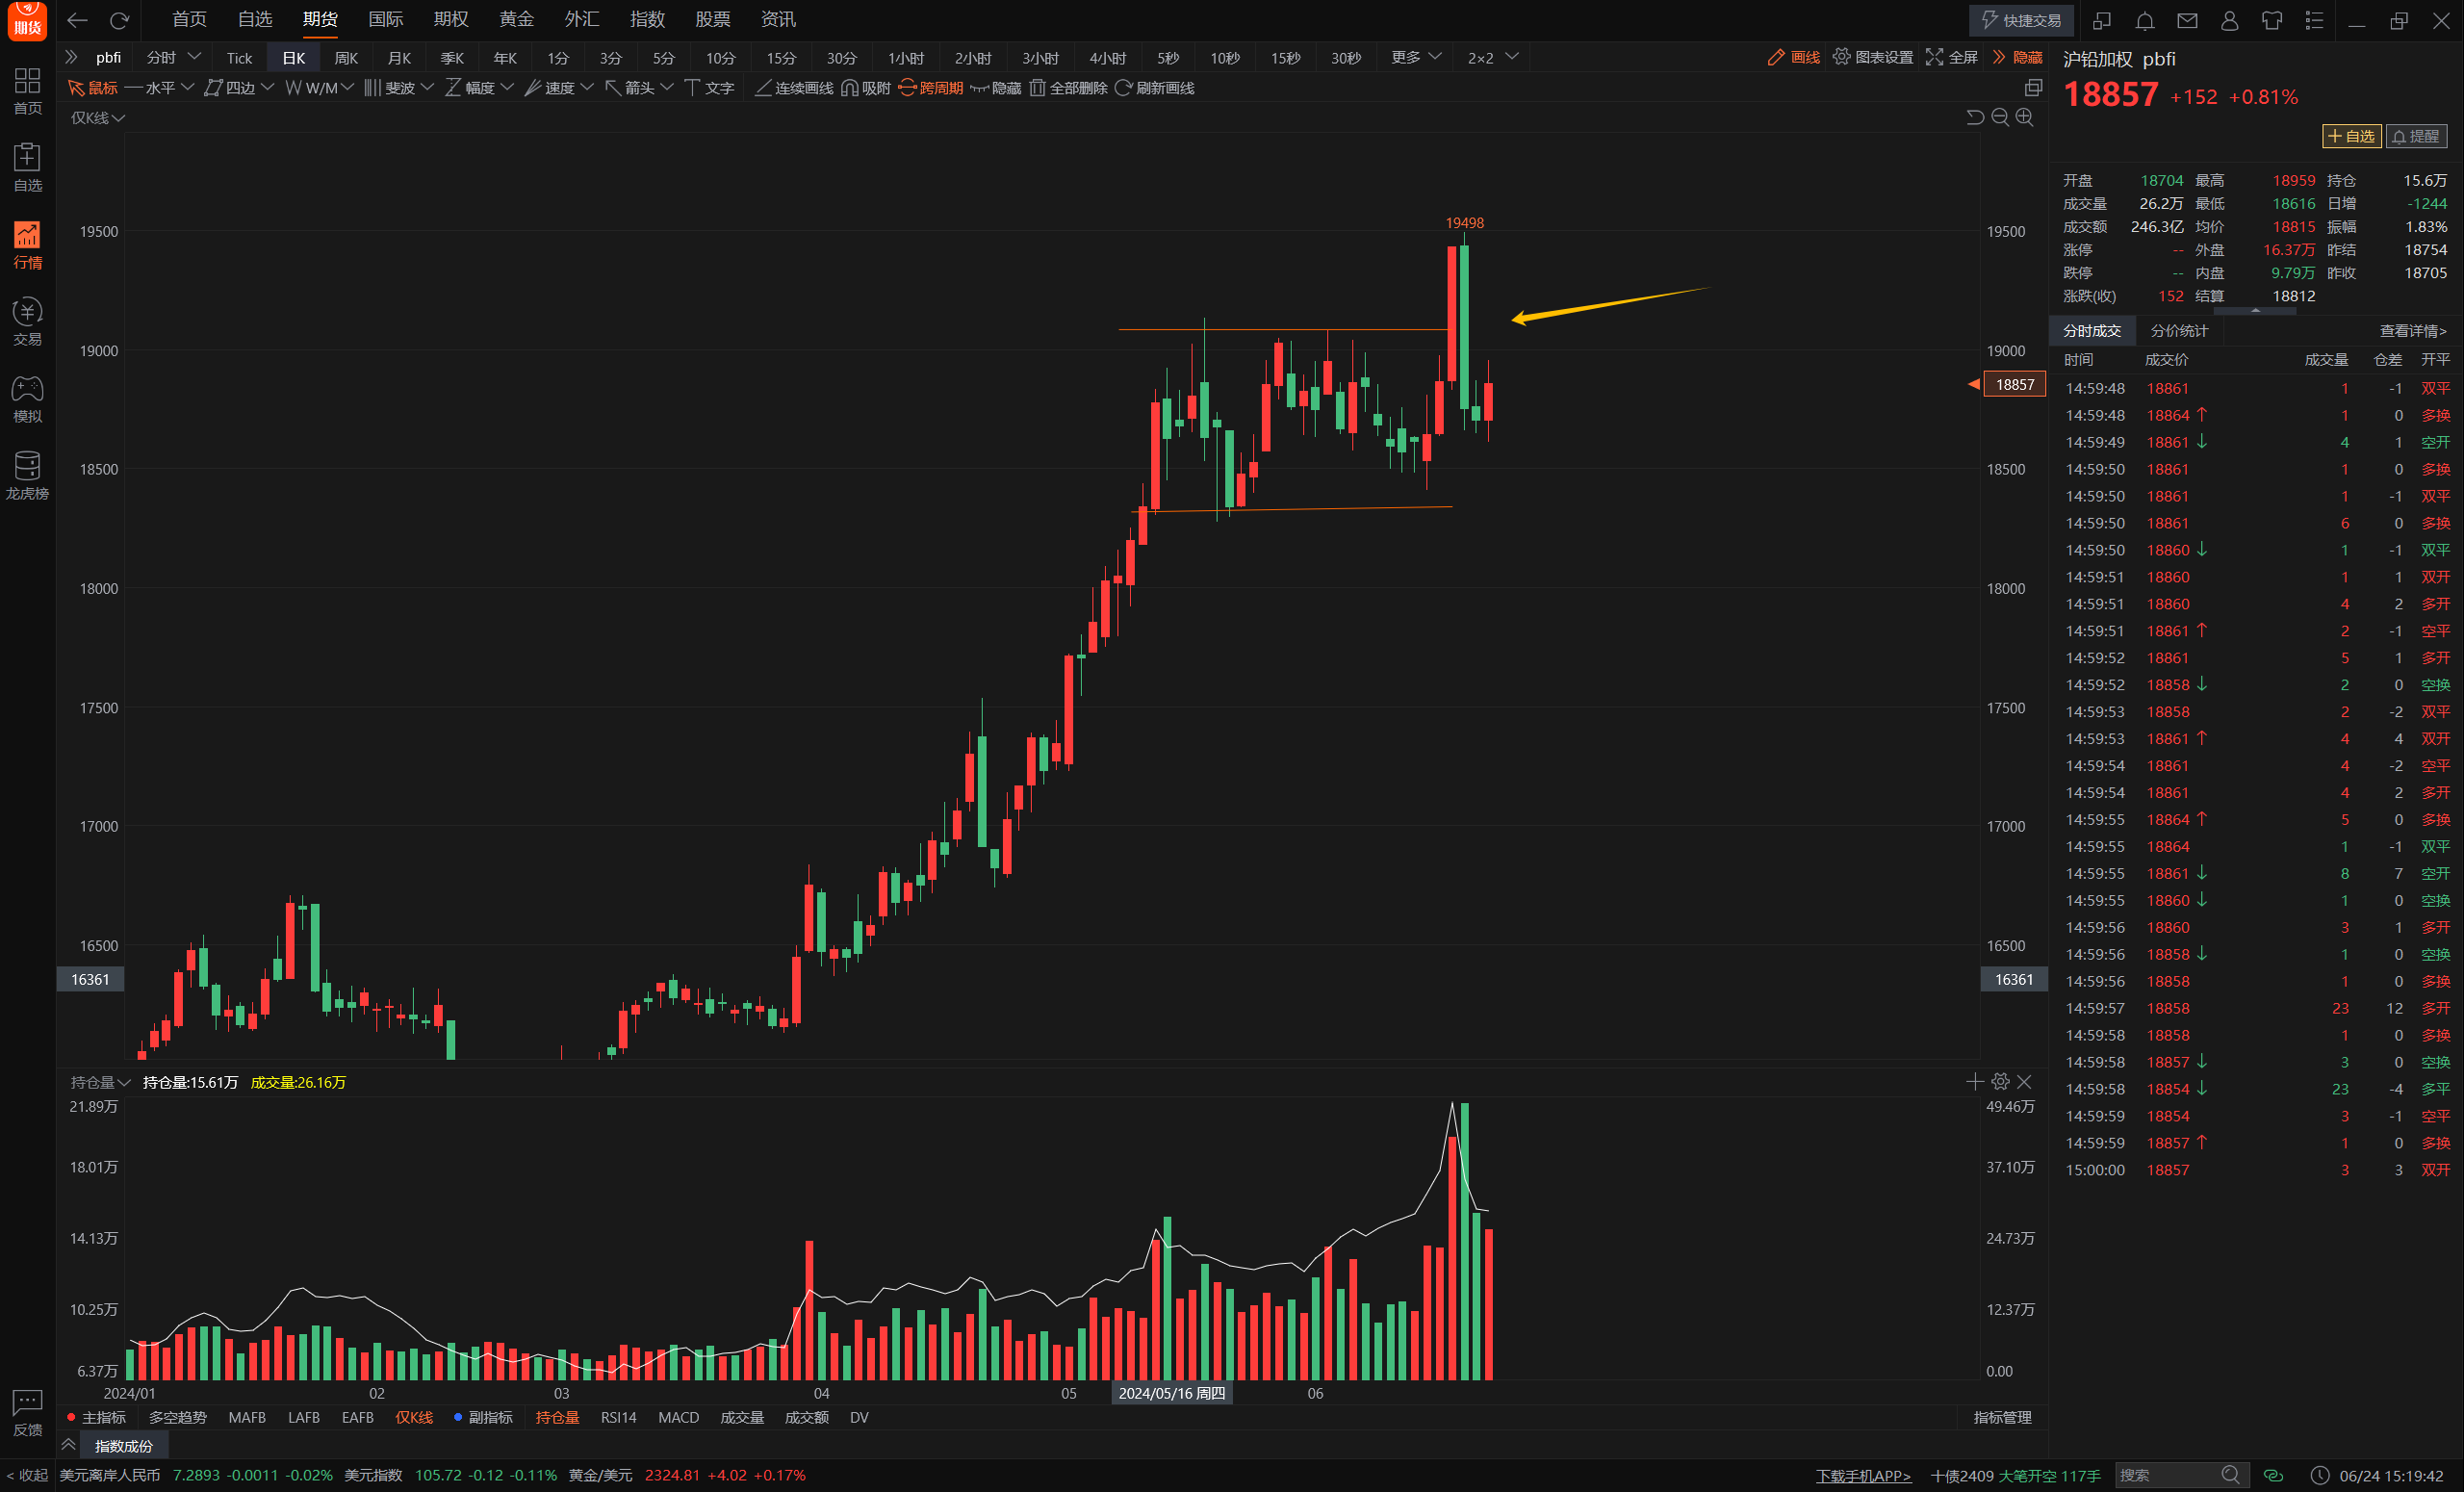 期货
首页 自选 期货 国际 期权 黄金 外汇 指数 股票 资讯
快捷交易
首页
自选
行情
交易
模拟
龙虎榜
反馈
pbfi 分时 Tick 日K 周K 月K 季K 年K 1分 3分 5分 10分 15分 30分 1小时 2小时 3小时 4小时 5秒 10秒 15秒 30秒 更多 2×2 画线 图表设置 全屏 隐藏
鼠标 水平 四边 W/M 斐波 幅度 速度 箭头 文字 连续画线 吸附 跨周期 隐藏 全部删除 刷新画线
仅K线
19498
19500 19500
19000 19000
18857
18500 18500
18000 18000
17500 17500
17000 17000
16500 16500
16361 16361
持仓量 持仓量:15.61万 成交量:26.16万
21.89万 49.46万
18.01万 37.10万
14.13万 24.73万
10.25万 12.37万
6.37万 0.00
2024/01 02 03 04 05 2024/05/16 周四 06
主指标 多空趋势 MAFB LAFB EAFB 仅K线 副指标 持仓量 RSI14 MACD 成交量 成交额 DV 指标管理
指数成份
沪铅加权 pbfi
18857 +152 +0.81%
+自选 提醒
开盘 18704 最高 18959 持仓 15.6万
成交量 26.2万 最低 18616 日增 -1244
成交额 246.3亿 均价 18815 振幅 1.83%
涨停 -- 外盘 16.37万 昨结 18754
跌停 -- 内盘 9.79万 昨收 18705
涨跌(收) 152 结算 18812
分时成交 分价统计 查看详情>
时间 成交价 成交量 仓差 开平
14:59:48 18861 1 -1 双平
14:59:48 18864 ↑ 1 0 多换
14:59:49 18861 ↓ 4 1 空开
14:59:50 18861 1 0 多换
14:59:50 18861 1 -1 双平
14:59:50 18861 6 0 多换
14:59:50 18860 ↓ 1 -1 双平
14:59:51 18860 1 1 双开
14:59:51 18860 4 2 多开
14:59:51 18861 ↑ 2 -1 空平
14:59:52 18861 5 1 多开
14:59:52 18858 ↓ 2 0 空换
14:59:53 18858 2 -2 双平
14:59:53 18861 ↑ 4 4 双开
14:59:54 18861 4 -2 空平
14:59:54 18861 4 2 多开
14:59:55 18864 ↑ 5 0 多换
14:59:55 18864 1 -1 双平
14:59:55 18861 ↓ 8 7 空开
14:59:55 18860 ↓ 1 0 空换
14:59:56 18860 3 1 多开
14:59:56 18858 ↓ 1 0 空换
14:59:56 18858 1 0 多换
14:59:57 18858 23 12 多开
14:59:58 18858 1 0 多换
14:59:58 18857 ↓ 3 0 空换
14:59:58 18854 ↓ 23 -4 多平
14:59:59 18854 3 -1 空平
14:59:59 18857 ↑ 1 0 多换
15:00:00 18857 3 3 双开
< 收起 美元离岸人民币 7.2893 -0.0011 -0.02% 美元指数 105.72 -0.12 -0.11% 黄金/美元 2324.81 +4.02 +0.17% 下载手机APP> 十债2409 大笔开空 117手 搜索 06/24 15:19:42